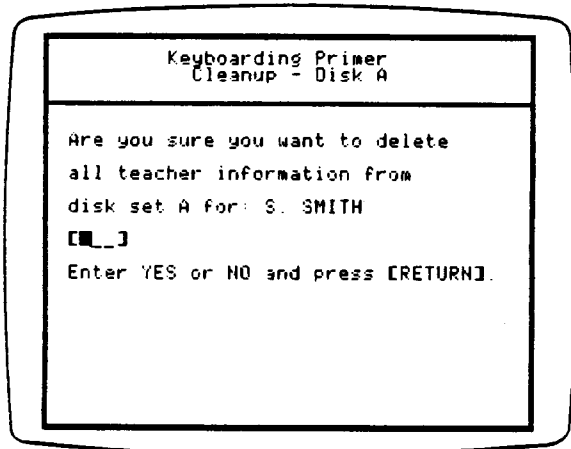 Keyboarding Primer
Cleanup - Disk A
Are you sure you want to delete
all teacher information from
disk set A for: S. SMITH
[█__]
Enter YES or NO and press [RETURN].